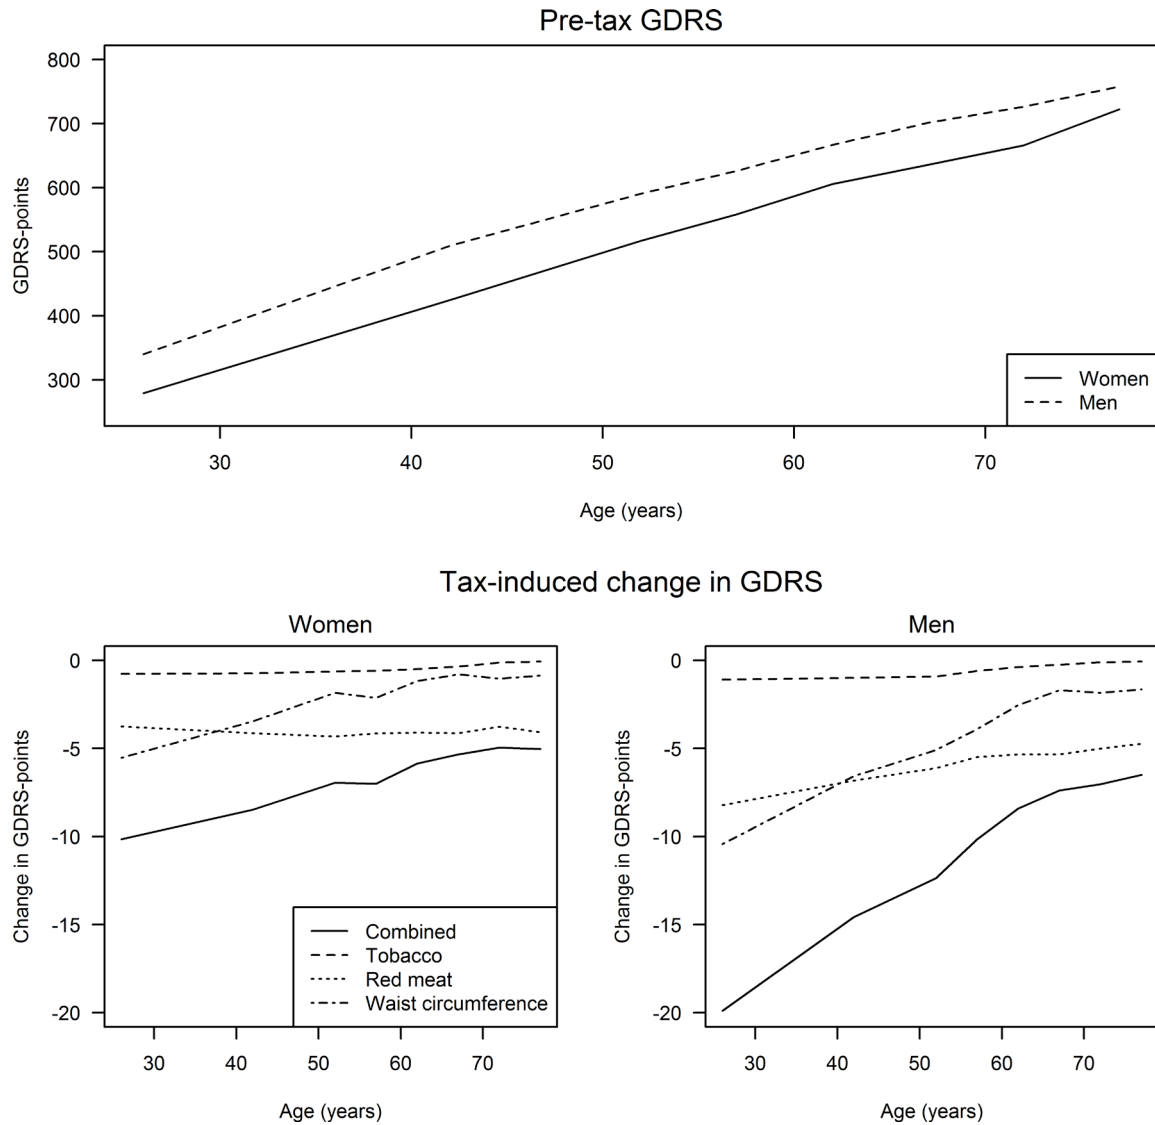 Pre-tax GDRS
800
700
600
500
400
300
GDRS-points
Women
Men
30 40 50 60 70
Age (years)
Tax-induced change in GDRS
Women
0
-5
-10
-15
-20
Change in GDRS-points
Combined
Tobacco
Red meat
Waist circumference
30 40 50 60 70
Age (years)
Men
0
-5
-10
-15
-20
Change in GDRS-points
30 40 50 60 70
Age (years)